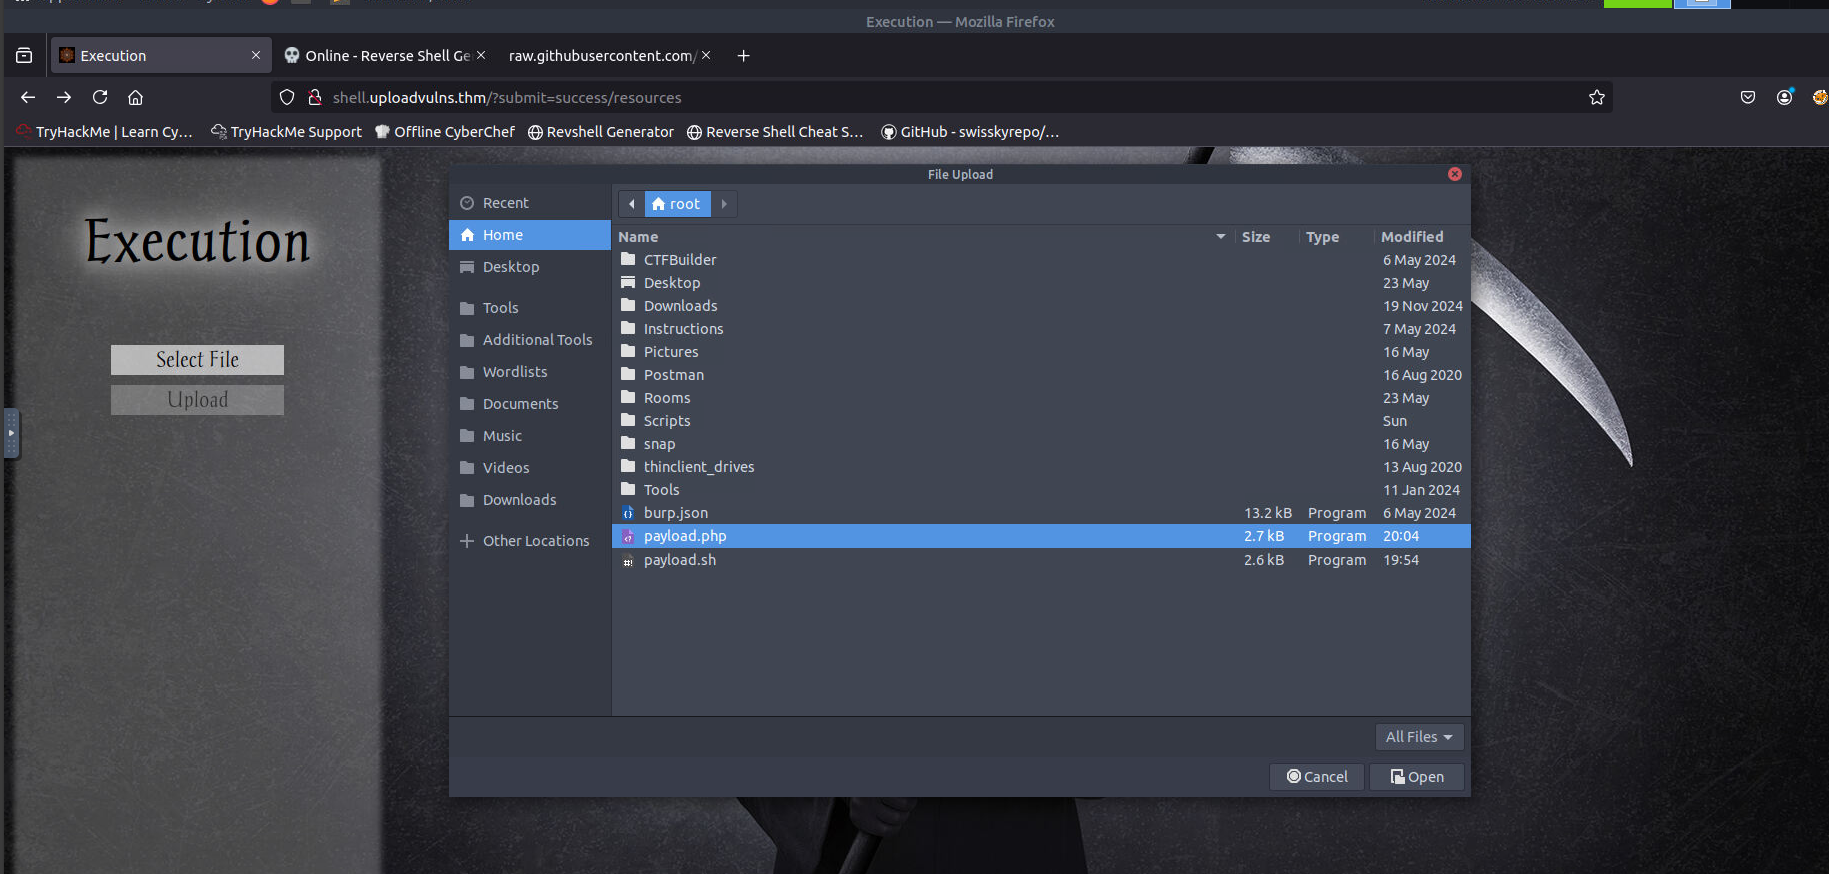 Execution — Mozilla Firefox
Execution
Online - Reverse Shell Ge
raw.githubusercontent.com/
shell.uploadvulns.thm/?submit=success/resources
TryHackMe | Learn Cy… TryHackMe Support Offline CyberChef Revshell Generator Reverse Shell Cheat S… GitHub - swisskyrepo/…
Execution
Select File
Upload
File Upload
Recent
Home
Desktop
Tools
Additional Tools
Wordlists
Documents
Music
Videos
Downloads
Other Locations
root
Name Size Type Modified
CTFBuilder 6 May 2024
Desktop 23 May
Downloads 19 Nov 2024
Instructions 7 May 2024
Pictures 16 May
Postman 16 Aug 2020
Rooms 23 May
Scripts Sun
snap 16 May
thinclient_drives 13 Aug 2020
Tools 11 Jan 2024
burp.json 13.2 kB Program 6 May 2024
payload.php 2.7 kB Program 20:04
payload.sh 2.6 kB Program 19:54
All Files
Cancel Open